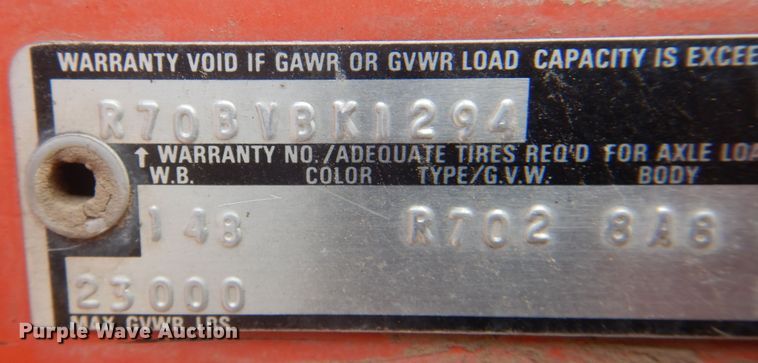 WARRANTY VOID IF GAWR OR GVWR LOAD CAPACITY IS EXCEE
R70BVBK1294
↑ WARRANTY NO./ADEQUATE TIRES REQ'D FOR AXLE LOA
W.B. COLOR TYPE/G.V.W. BODY
148 R702 8A8
23000
MAX GVWR LBS
Purple Wave Auction